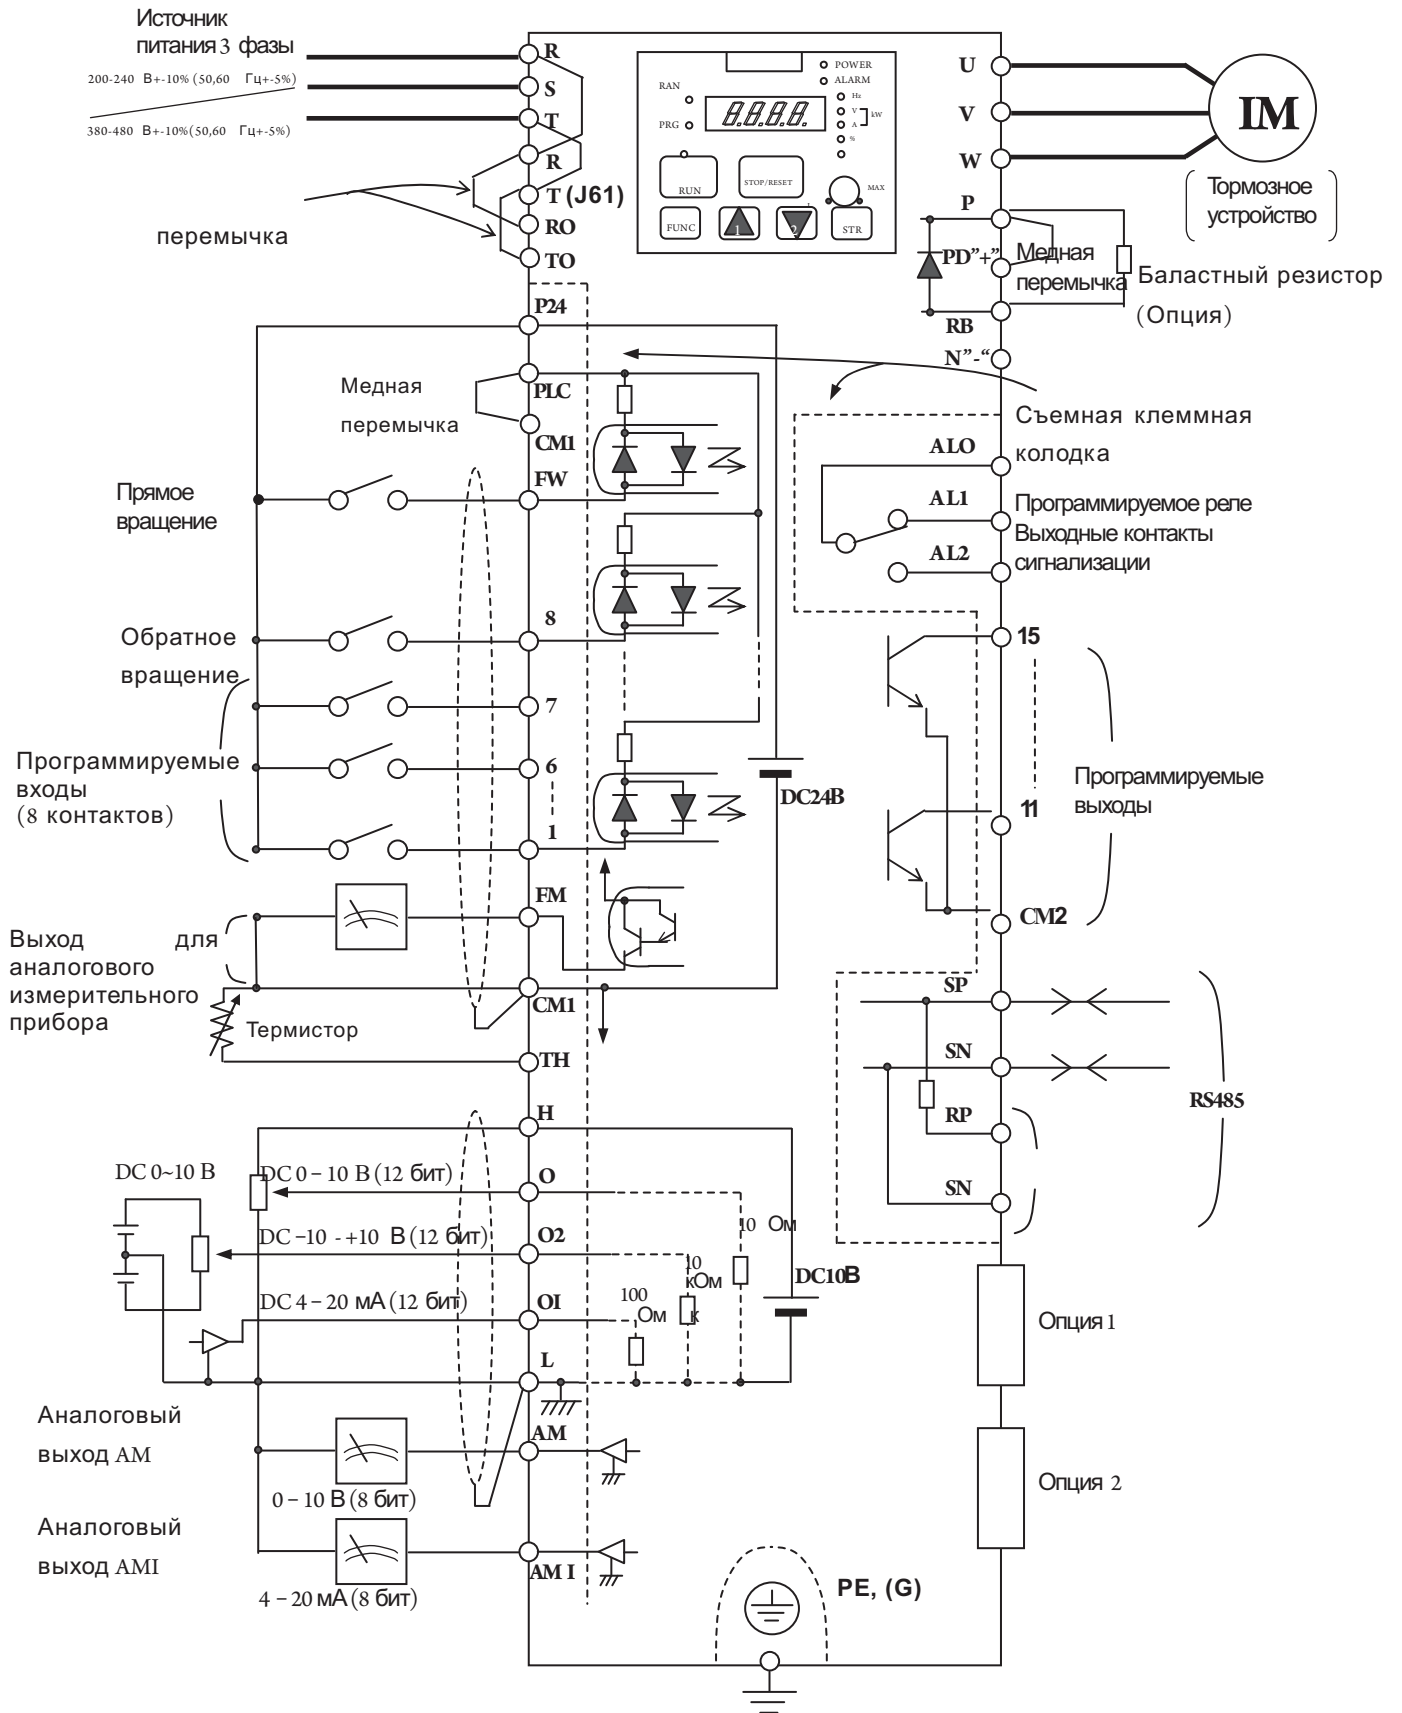 Источник
питания 3 фазы
200-240 В+-10% (50,60 Гц+-5%)
380-480 В+-10%(50,60 Гц+-5%)
перемычка
R
S
T
R
T (J61)
RO
TO
POWER
ALARM
RAN
PRG
Hz
V
A
kW
%
8.8.8.8.
RUN
STOP/RESET
MAX
FUNC
1
2
STR
U
V
W
IM
Тормозное
устройство
P
PD”+”
Медная
перемычка
RB
Баластный резистор
(Опция)
N”-“
P24
PLC
CM1
Медная
перемычка
Съемная клеммная
колодка
ALO
AL1
AL2
Программируемое реле
Выходные контакты
сигнализации
Прямое
вращение
FW
Обратное
вращение
8
7
6
1
Программируемые
входы
(8 контактов)
DC24В
15
11
CM2
Программируемые
выходы
FM
Выход для
аналогового
измерительного
прибора
CM1
Термистор
TH
SP
SN
RP
SN
RS485
H
DC 0~10 В
DC 0 – 10 В (12 бит)
O
DC –10 - +10 В (12 бит)
O2
DC 4 – 20 мА (12 бит)
OI
L
10 Ом
10
кОм
к
100
Ом
DC10В
Опция 1
Опция 2
Аналоговый
выход AM
AM
0 – 10 В (8 бит)
Аналоговый
выход AMI
AM I
4 – 20 мА (8 бит)
PE, (G)